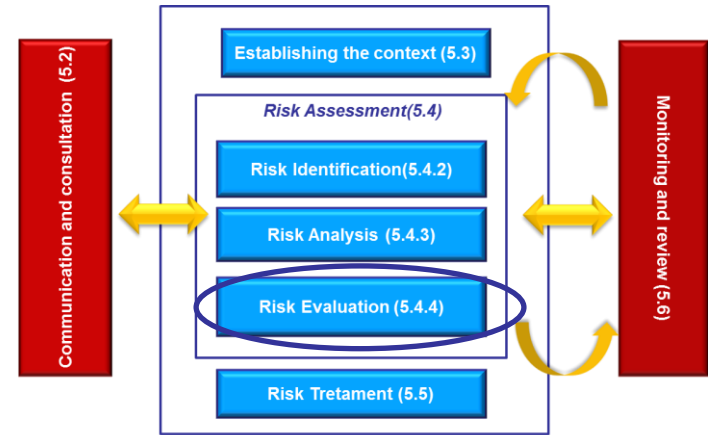 Communication and consultation (5.2)
Establishing the context (5.3)
Risk Assessment(5.4)
Risk Identification(5.4.2)
Risk Analysis (5.4.3)
Risk Evaluation (5.4.4)
Risk Tretament (5.5)
Monitoring and review (5.6)